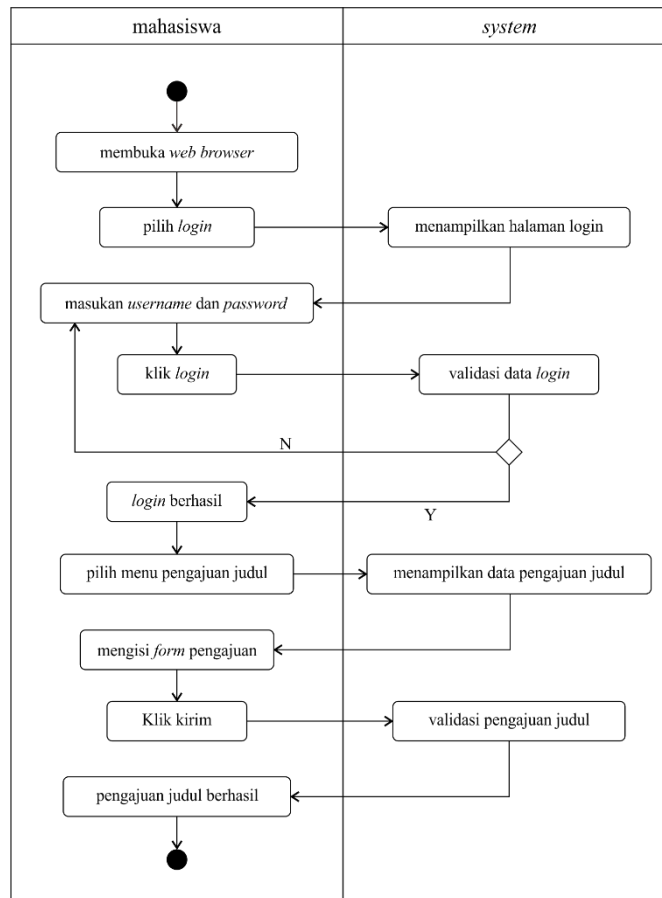 mahasiswa
system
membuka web browser
pilih login
menampilkan halaman login
masukan username dan password
klik login
validasi data login
N
login berhasil
Y
pilih menu pengajuan judul
menampilkan data pengajuan judul
mengisi form pengajuan
Klik kirim
validasi pengajuan judul
pengajuan judul berhasil